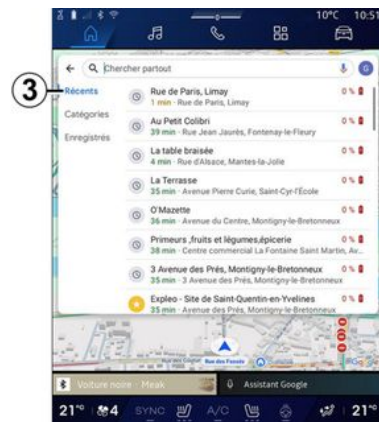 10°C 10:51
Chercher partout
G
3
Récents
Catégories
Enregistrés
Rue de Paris, Limay
0 %
1 min · Rue de Paris, Limay
Au Petit Colibri
0 %
39 min · Rue Jean Jaurès, Fontenay-le-Fleury
La table braisée
0 %
4 min · Rue d'Alsace, Mantes-la-Jolie
La Terrasse
0 %
35 min · Avenue Pierre Curie, Saint-Cyr-l'École
O'Mazette
0 %
36 min · Avenue du Centre, Montigny-le-Bretonneux
Primeurs ,fruits et légumes,épicerie
0 %
38 min · Centre commercial La Fontaine Saint Martin, Av...
3 Avenue des Prés, Montigny-le-Bretonneux
0 %
35 min · Avenue des Prés, Montigny-le-Bretonneux
Expleo - Site de Saint-Quentin-en-Yvelines
0 %
35 min · Avenue des Prés, Montigny-le-Bretonneux
Voiture noire · Meak
Assistant Google
21°° 4 SYNC A/C 21°°